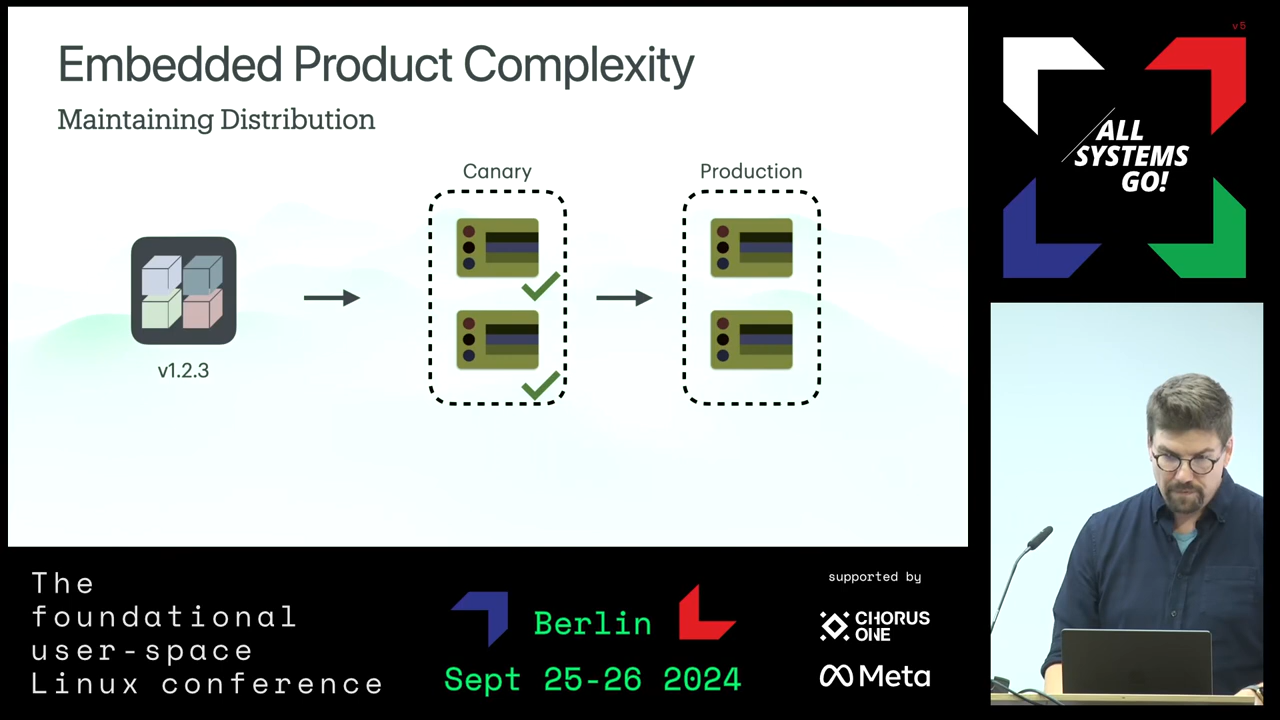 Embedded Product Complexity
Maintaining Distribution
Canary
Production
v1.2.3
v5
ALL
SYSTEMS
GO!
The
foundational
user-space
Linux conference
Berlin
Sept 25-26 2024
supported by
CHORUS
ONE
Meta